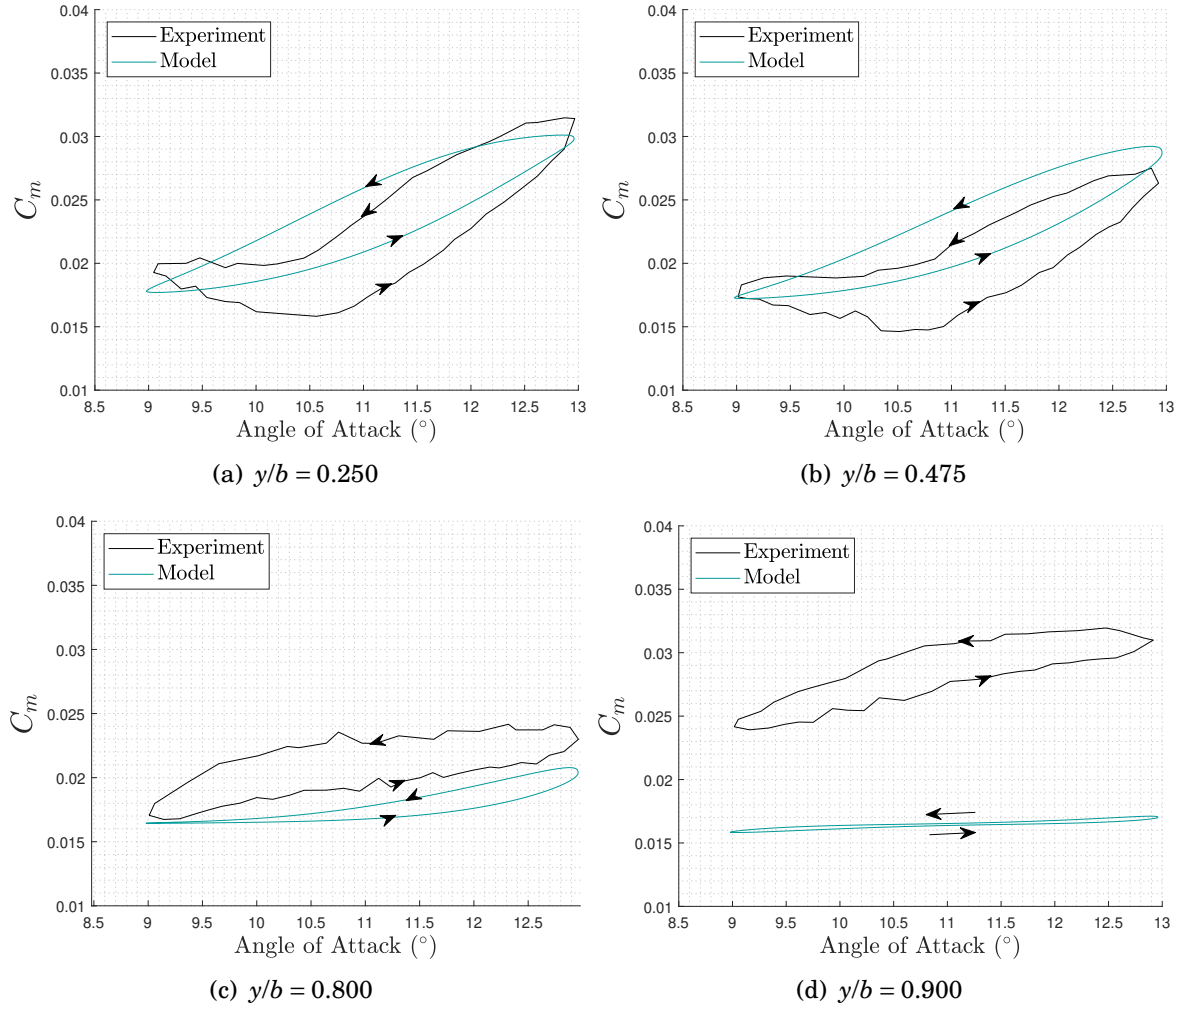 0.04
0.035
0.03
0.025
0.02
0.015
0.01
C_m
Experiment
Model
8.5 9 9.5 10 10.5 11 11.5 12 12.5 13
Angle of Attack (°)
(a) y/b = 0.250
0.04
0.035
0.03
0.025
0.02
0.015
0.01
C_m
Experiment
Model
8.5 9 9.5 10 10.5 11 11.5 12 12.5 13
Angle of Attack (°)
(b) y/b = 0.475
0.04
0.035
0.03
0.025
0.02
0.015
0.01
C_m
Experiment
Model
8.5 9 9.5 10 10.5 11 11.5 12 12.5
Angle of Attack (°)
(c) y/b = 0.800
0.04
0.035
0.03
0.025
0.02
0.015
0.01
C_m
Experiment
Model
8.5 9 9.5 10 10.5 11 11.5 12 12.5 13
Angle of Attack (°)
(d) y/b = 0.900